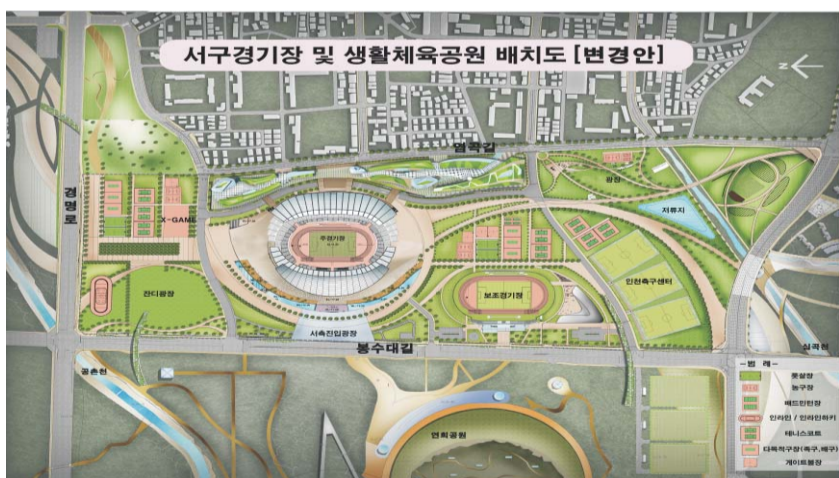 서구경기장 및 생활체육공원 배치도 [변경안]
N
염곡길
광장
경명로
X-GAME
저류지
주경기장
인천축구센터
잔디광장
보조경기장
서측진입광장
봉수대길
심곡천
공촌천
연희공원
-범 례-
풋살장
농구장
배드민턴장
인라인 / 인라인하키
테니스코트
다목적구장(족구,배구)
게이트볼장